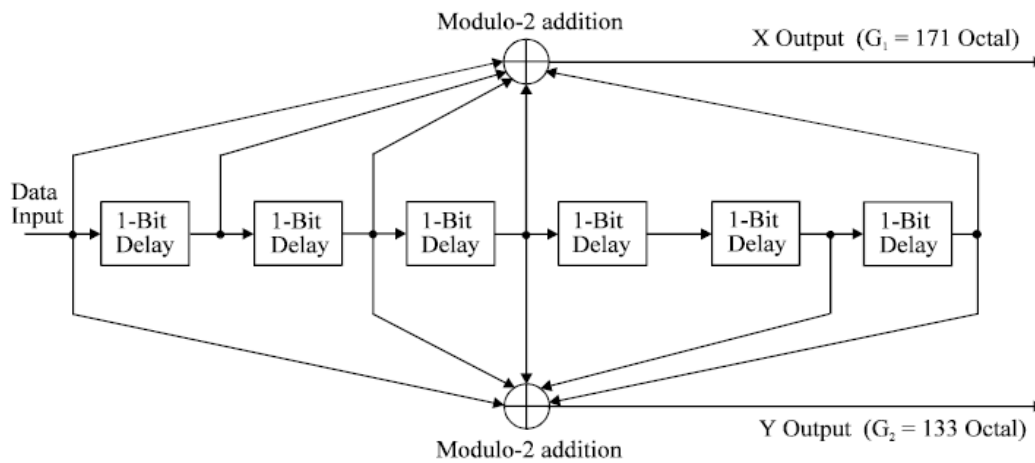 Modulo-2 addition
X Output (G₁ = 171 Octal)
Data
Input
1-Bit
Delay
1-Bit
Delay
1-Bit
Delay
1-Bit
Delay
1-Bit
Delay
1-Bit
Delay
Modulo-2 addition
Y Output (G₂ = 133 Octal)